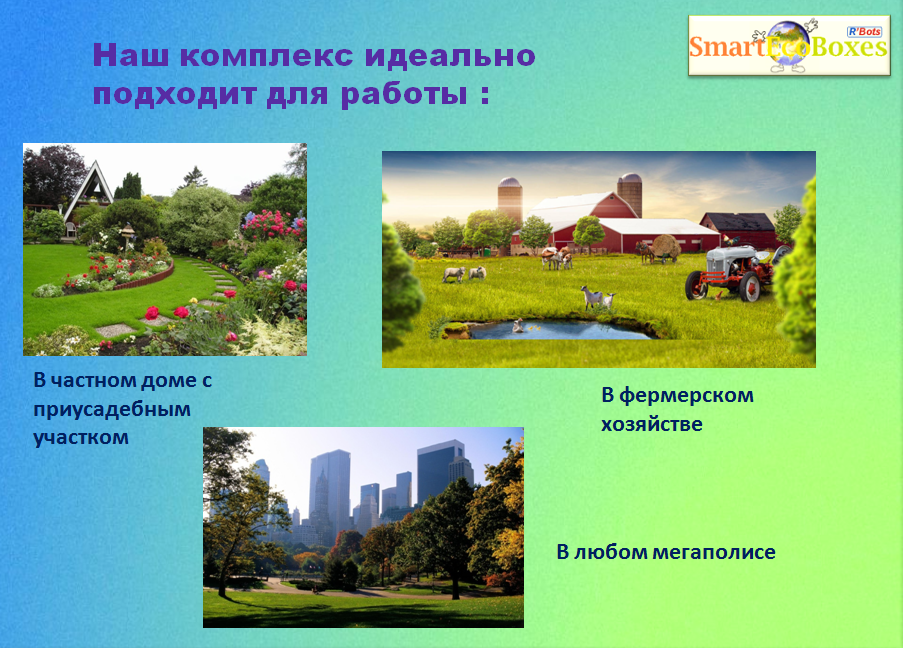 R'Bots
SmartEcoBoxes
Наш комплекс идеально
подходит для работы :
В частном доме с
приусадебным
участком
В фермерском
хозяйстве
В любом мегаполисе